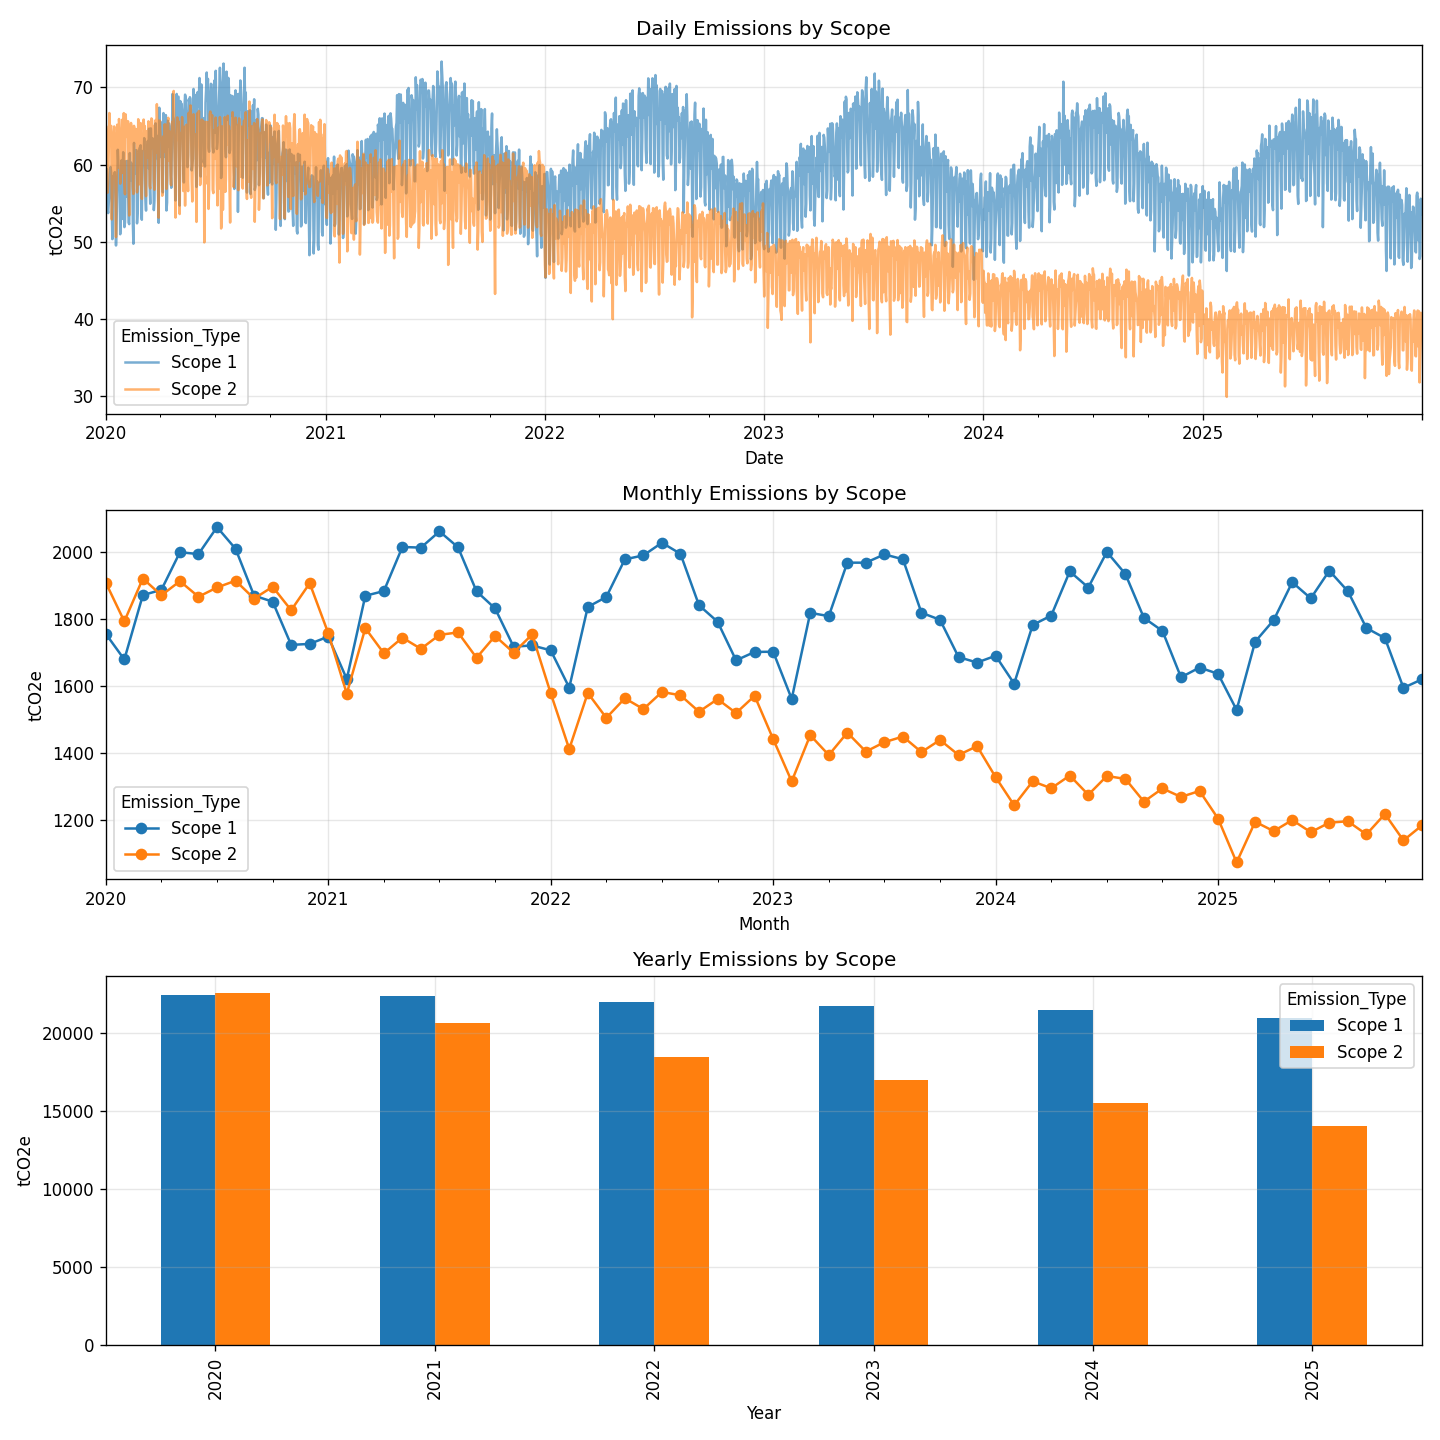 Daily Emissions by Scope
70
60
50
40
30
tCO2e
Emission_Type
Scope 1
Scope 2
2020 2021 2022 2023 2024 2025
Date
Monthly Emissions by Scope
2000
1800
1600
1400
1200
tCO2e
Emission_Type
Scope 1
Scope 2
2020 2021 2022 2023 2024 2025
Month
Yearly Emissions by Scope
20000
15000
10000
5000
0
tCO2e
Emission_Type
Scope 1
Scope 2
2020 2021 2022 2023 2024 2025
Year